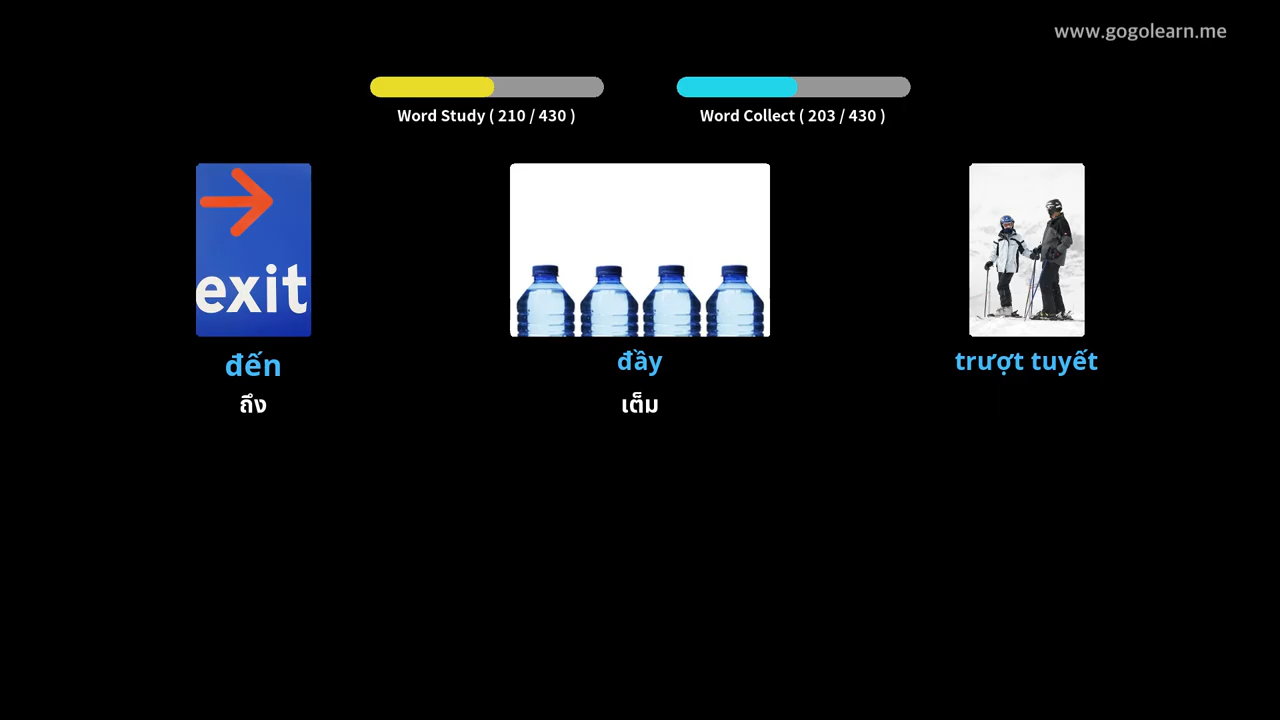 www.gogolearn.me
Word Study ( 210 / 430 )
Word Collect ( 203 / 430 )
exit
đến
đầy
trượt tuyết
ถึง
เต็ม